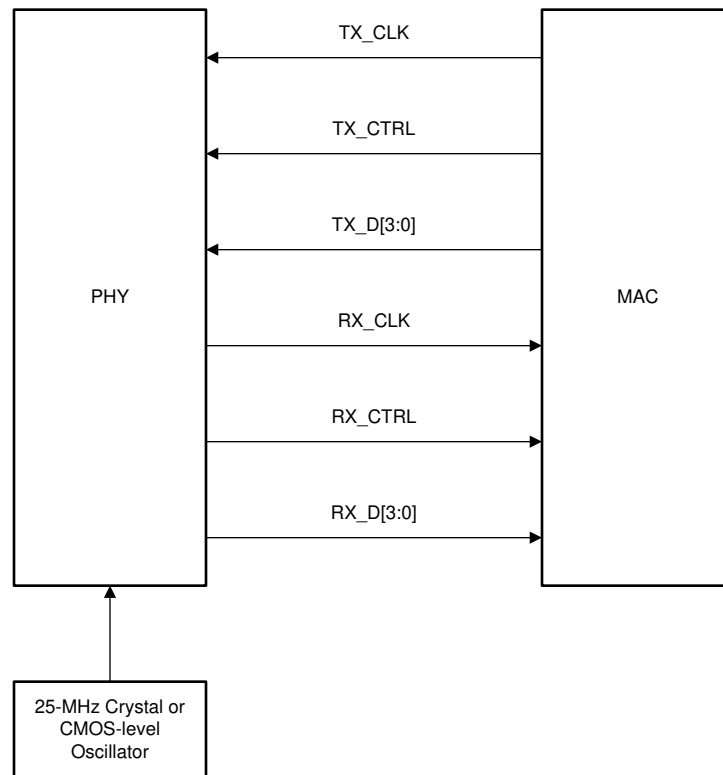 TX_CLK
TX_CTRL
TX_D[3:0]
PHY
MAC
RX_CLK
RX_CTRL
RX_D[3:0]
25-MHz Crystal or
CMOS-level
Oscillator